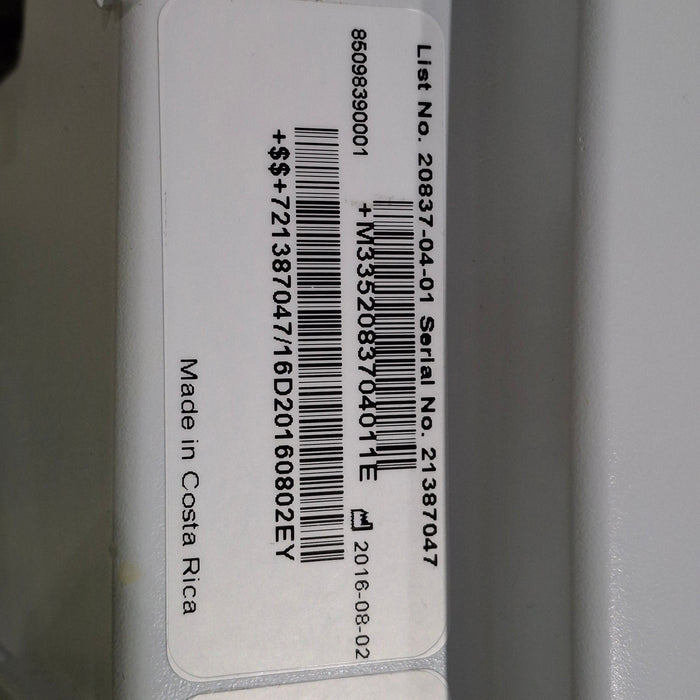 List No. 20837-04-01 Serial No. 21387047
85098390001
+M335208370401 1E
2016-08-02
+$$+721387047/16D20160802EY
Made in Costa Rica